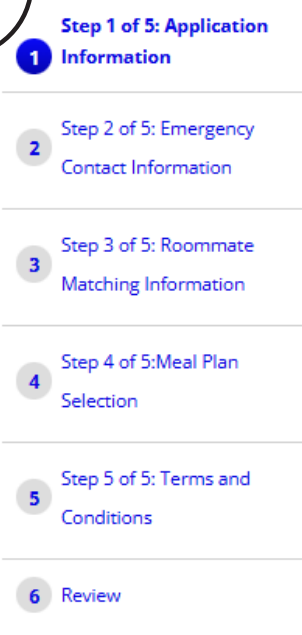 Step 1 of 5: Application
1 Information
Step 2 of 5: Emergency
2
Contact Information
Step 3 of 5: Roommate
3
Matching Information
Step 4 of 5:Meal Plan
4
Selection
Step 5 of 5: Terms and
5
Conditions
6 Review